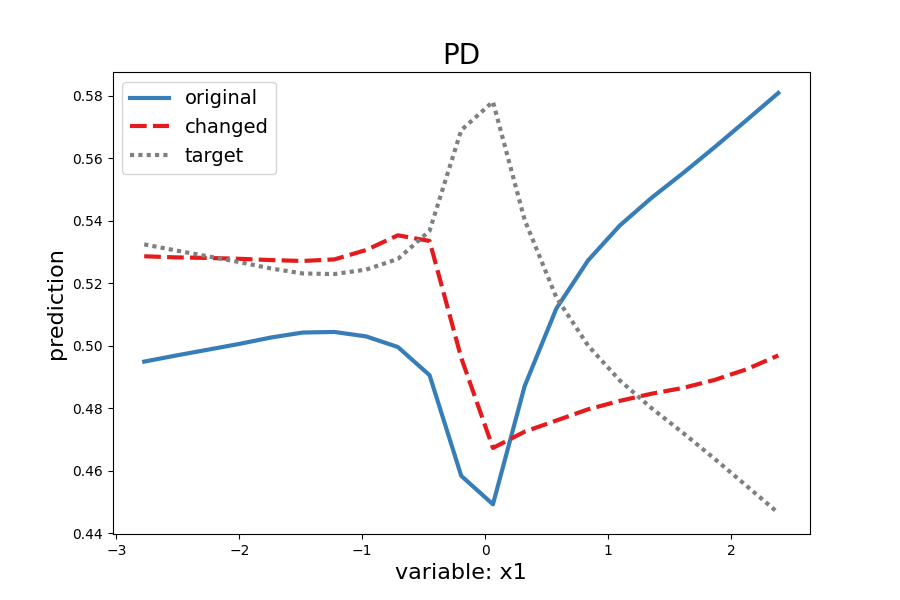 PD
original
changed
target
0.58
0.56
0.54
0.52
0.50
0.48
0.46
0.44
prediction
−3
−2
−1
0
1
2
variable: x1